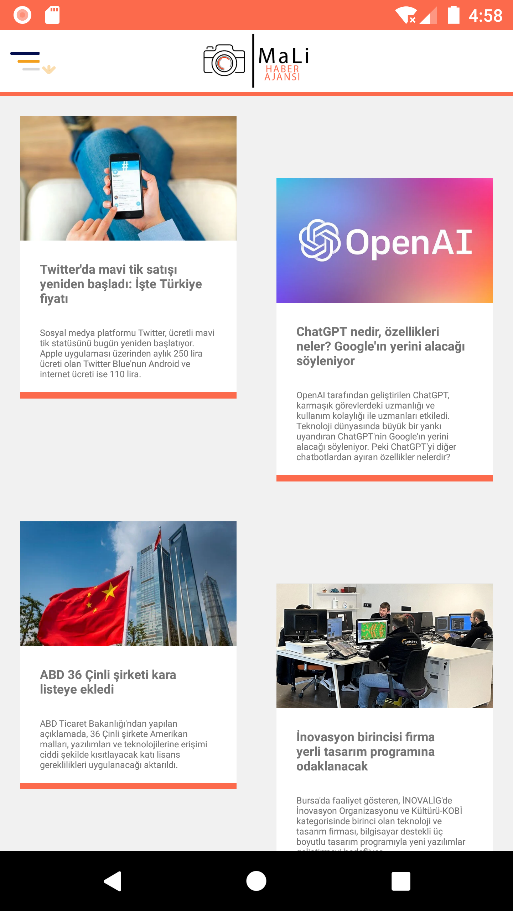 4:58
MaLi
HABER
AJANSI
#
Twitter'da mavi tik satışı
yeniden başladı: İşte Türkiye
fiyatı
Sosyal medya platformu Twitter, ücretli mavi
tik statüsünü bugün yeniden başlatıyor.
Apple uygulaması üzerinden aylık 250 lira
ücreti olan Twitter Blue'nun Android ve
internet ücreti ise 110 lira.
OpenAI
ChatGPT nedir, özellikleri
neler? Google'ın yerini alacağı
söyleniyor
OpenAI tarafından geliştirilen ChatGPT,
karmaşık görevlerdeki uzmanlığı ve
kullanım kolaylığı ile uzmanları etkiledi.
Teknoloji dünyasında büyük bir yankı
uyandıran ChatGPT'nin Google'ın yerini
alacağı söyleniyor. Peki ChatGPT'yi diğer
chatbotlardan ayıran özellikler nelerdir?
ABD 36 Çinli şirketi kara
listeye ekledi
ABD Ticaret Bakanlığı'ndan yapılan
açıklamada, 36 Çinli şirkete Amerikan
malları, yazılımları ve teknolojilerine erişimi
ciddi şekilde kısıtlayacak katı lisans
gereklilikleri uygulanacağı aktarıldı.
İnovasyon birincisi firma
yerli tasarım programına
odaklanacak
Bursa'da faaliyet gösteren, İNOVALİG'de
İnovasyon Organizasyonu ve Kültürü-KOBİ
kategorisinde birinci olan teknoloji ve
tasarım firması, bilgisayar destekli üç
boyutlu tasarım programıyla yeni yazılımlar